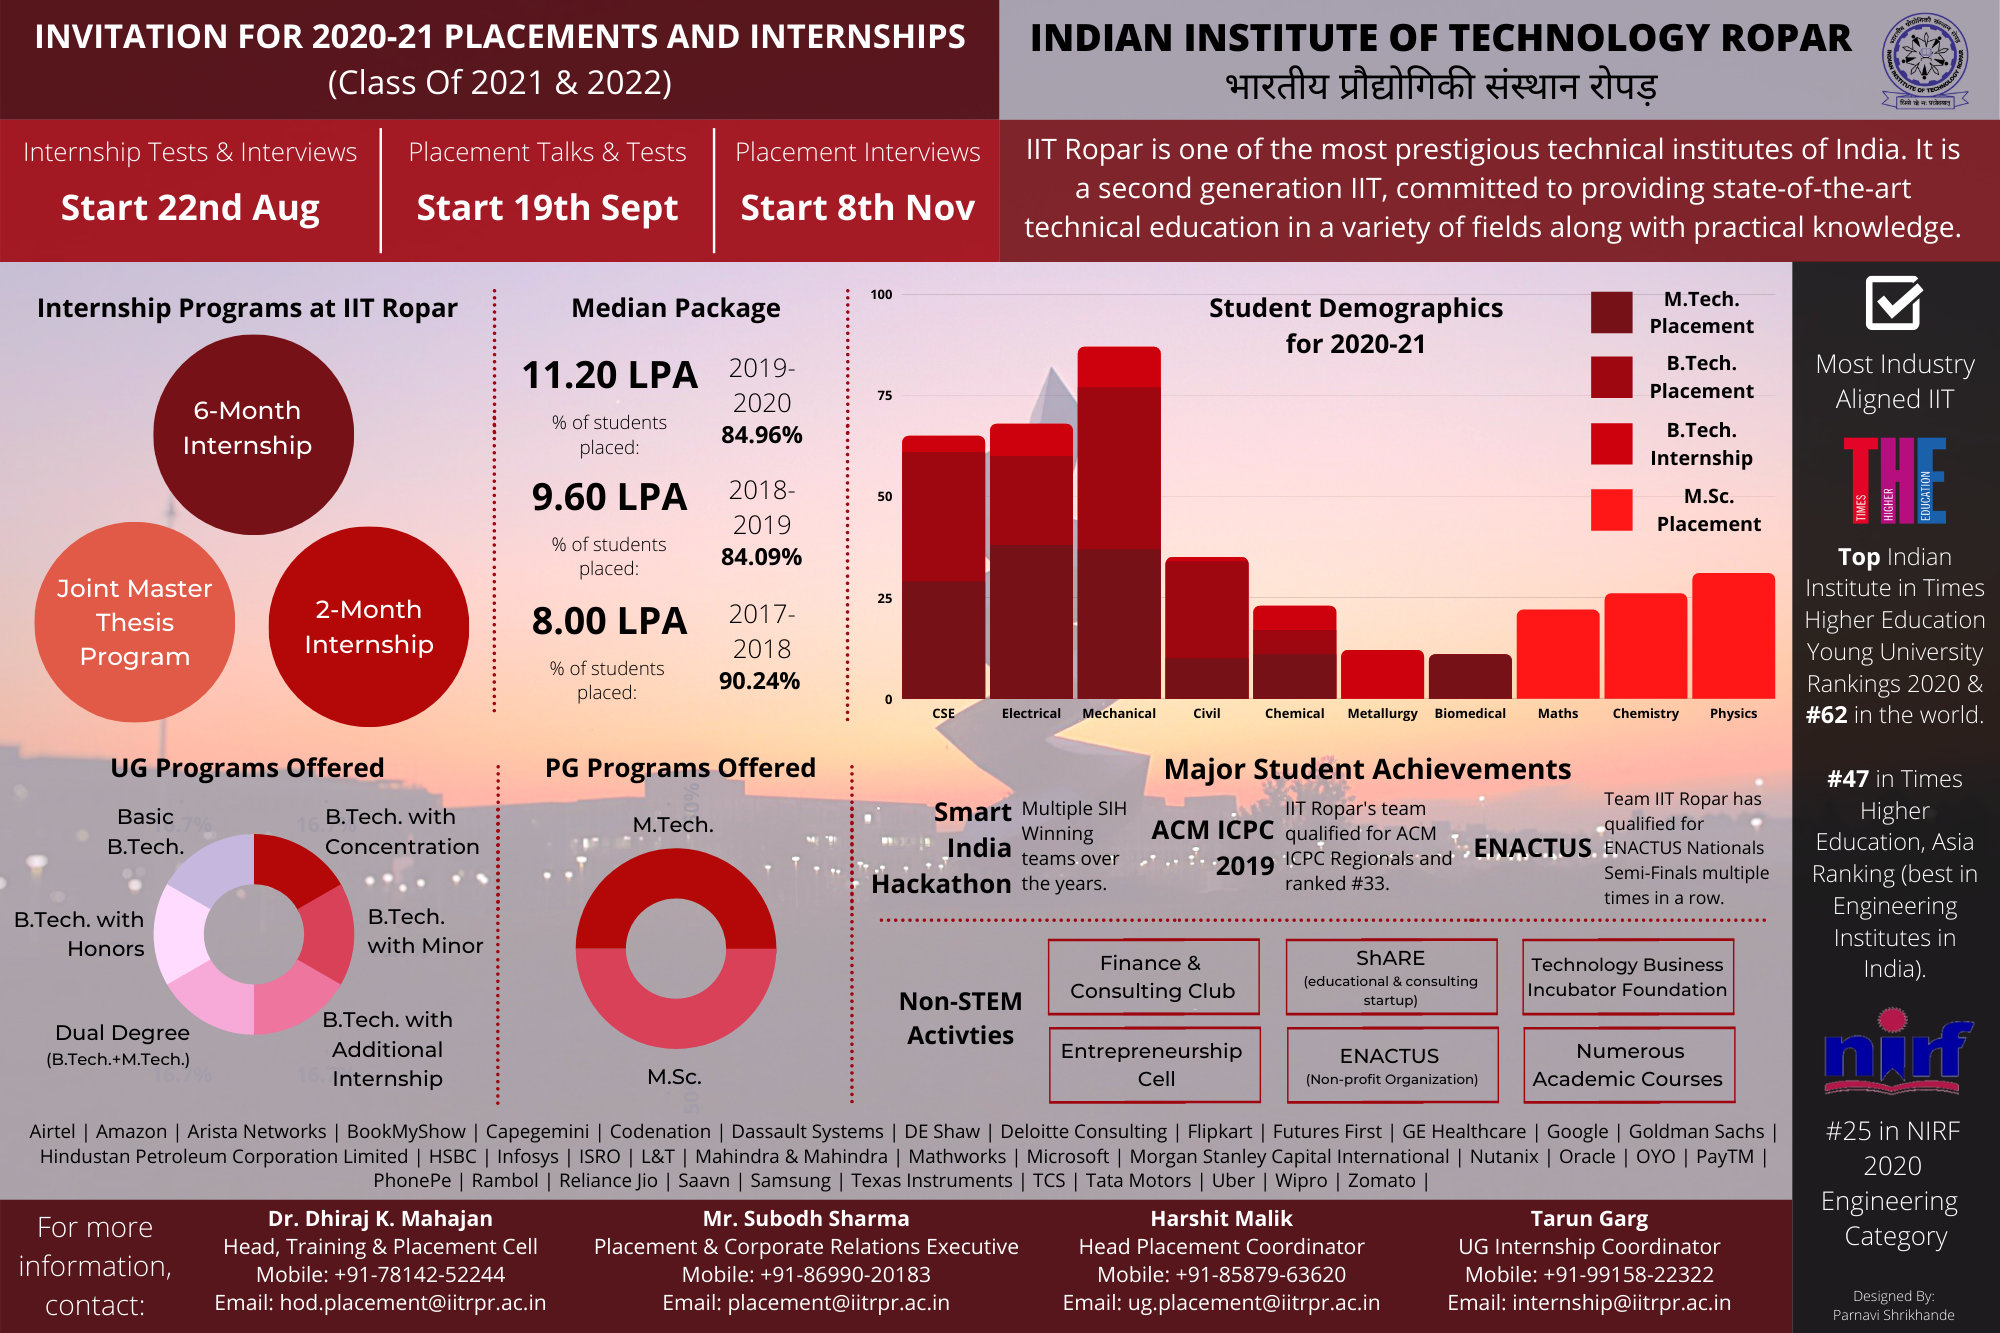 INVITATION FOR 2020-21 PLACEMENTS AND INTERNSHIPS
(Class Of 2021 & 2022)
INDIAN INSTITUTE OF TECHNOLOGY ROPAR
भारतीय प्रौद्योगिकी संस्थान रोपड़
Internship Tests & Interviews
Start 22nd Aug
Placement Talks & Tests
Start 19th Sept
Placement Interviews
Start 8th Nov
IIT Ropar is one of the most prestigious technical institutes of India. It is
a second generation IIT, committed to providing state-of-the-art
technical education in a variety of fields along with practical knowledge.
Internship Programs at IIT Ropar
6-Month
Internship
Joint Master
Thesis
Program
2-Month
Internship
Median Package
11.20 LPA
2019-
2020
% of students
placed:
84.96%
9.60 LPA
2018-
2019
% of students
placed:
84.09%
8.00 LPA
2017-
2018
% of students
placed:
90.24%
Student Demographics
for 2020-21
M.Tech.
Placement
B.Tech.
Placement
B.Tech.
Internship
M.Sc.
Placement
100
75
50
25
0
CSE
Electrical
Mechanical
Civil
Chemical
Metallurgy
Biomedical
Maths
Chemistry
Physics
UG Programs Offered
Basic
B.Tech.
B.Tech. with
Concentration
B.Tech. with
Honors
B.Tech.
with Minor
Dual Degree
(B.Tech.+M.Tech.)
B.Tech. with
Additional
Internship
16.7%
16.7%
PG Programs Offered
M.Tech.
M.Sc.
Major Student Achievements
Smart
India
Hackathon
Multiple SIH
Winning
teams over
the years.
ACM ICPC
2019
IIT Ropar's team
qualified for ACM
ICPC Regionals and
ranked #33.
ENACTUS
Team IIT Ropar has
qualified for
ENACTUS Nationals
Semi-Finals multiple
times in a row.
Non-STEM
Activties
Finance &
Consulting Club
ShARE
(educational & consulting
startup)
Technology Business
Incubator Foundation
Entrepreneurship
Cell
ENACTUS
(Non-profit Organization)
Numerous
Academic Courses
Airtel | Amazon | Arista Networks | BookMyShow | Capegemini | Codenation | Dassault Systems | DE Shaw | Deloitte Consulting | Flipkart | Futures First | GE Healthcare | Google | Goldman Sachs |
Hindustan Petroleum Corporation Limited | HSBC | Infosys | ISRO | L&T | Mahindra & Mahindra | Mathworks | Microsoft | Morgan Stanley Capital International | Nutanix | Oracle | OYO | PayTM |
PhonePe | Rambol | Reliance Jio | Saavn | Samsung | Texas Instruments | TCS | Tata Motors | Uber | Wipro | Zomato |
Most Industry
Aligned IIT
THE
TIMES
HIGHER
EDUCATION
Top Indian
Institute in Times
Higher Education
Young University
Rankings 2020 &
#62 in the world.
#47 in Times
Higher
Education, Asia
Ranking (best in
Engineering
Institutes in
India).
nirf
#25 in NIRF
2020
Engineering
Category
Designed By:
Parnavi Shrikhande
For more
information,
contact:
Dr. Dhiraj K. Mahajan
Head, Training & Placement Cell
Mobile: +91-78142-52244
Email: hod.placement@iitrpr.ac.in
Mr. Subodh Sharma
Placement & Corporate Relations Executive
Mobile: +91-86990-20183
Email: placement@iitrpr.ac.in
Harshit Malik
Head Placement Coordinator
Mobile: +91-85879-63620
Email: ug.placement@iitrpr.ac.in
Tarun Garg
UG Internship Coordinator
Mobile: +91-99158-22322
Email: internship@iitrpr.ac.in